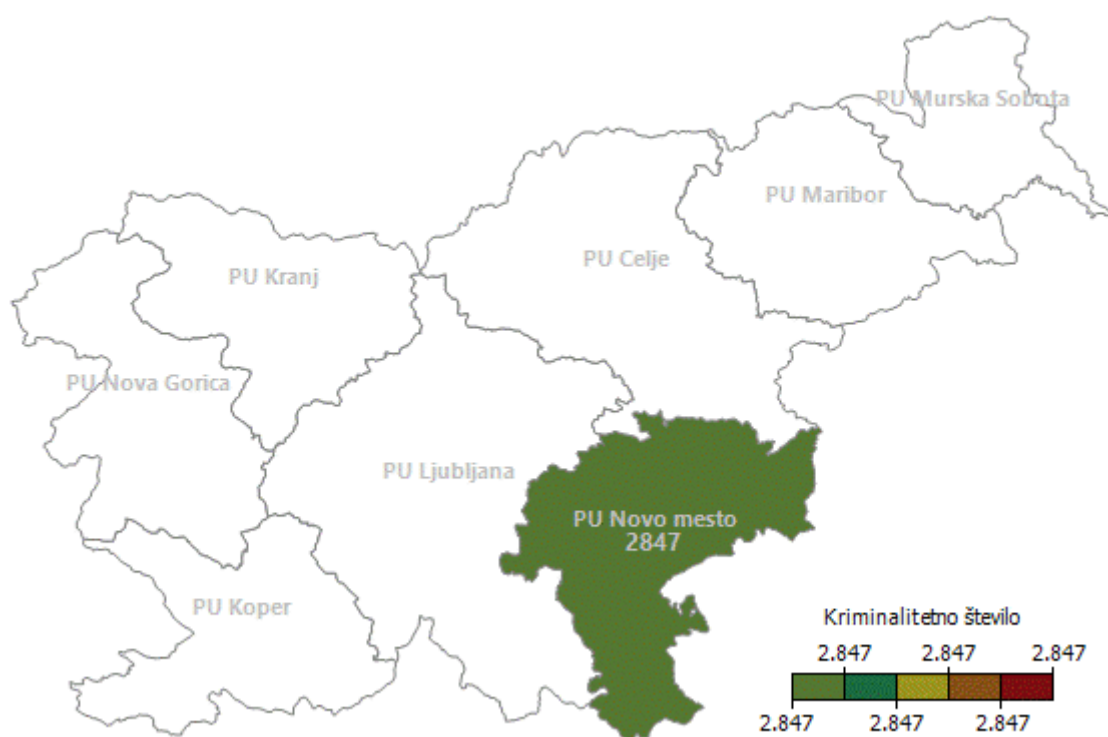 PU Murska Sobota
PU Maribor
PU Celje
PU Kranj
PU Nova Gorica
PU Ljubljana
PU Novo mesto
2847
PU Koper
Kriminalitetno število
2.847 2.847 2.847
2.847 2.847 2.847